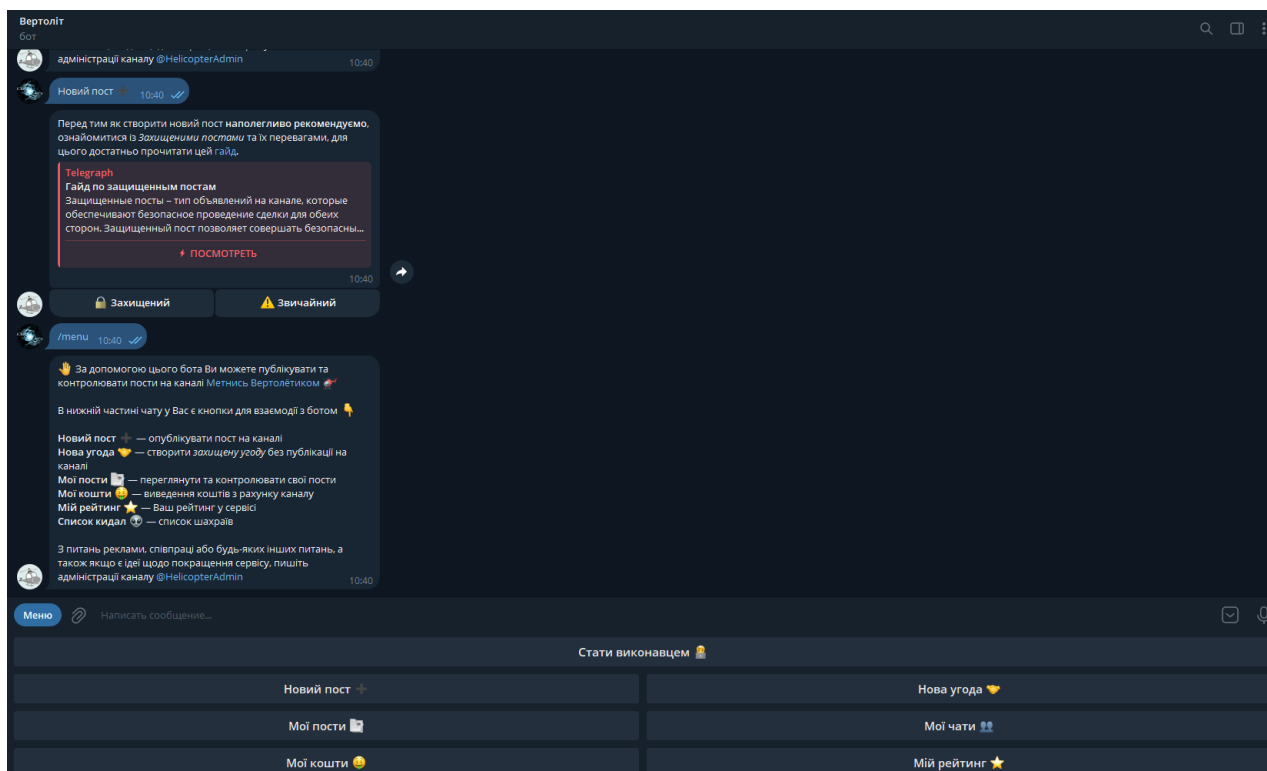 Вертоліт
бот
адміністрації каналу @HelicopterAdmin 10:40
Новий пост ➕ 10:40
Перед тим як створити новий пост наполегливо рекомендуємо,
ознайомитися із Захищеними постами та їх перевагами, для
цього достатньо прочитати цей гайд.
Telegraph
Гайд по защищенным постам
Защищенные посты – тип объявлений на канале, которые
обеспечивают безопасное проведение сделки для обеих
сторон. Защищенный пост позволяет совершать безопасны...
ПОСМОТРЕТЬ
10:40
🔒 Захищений
⚠️ Звичайний
/menu 10:40
🤚 За допомогою цього бота Ви можете публікувати та
контролювати пости на каналі Метнись Вертолётиком 🚁
В нижній частині чату у Вас є кнопки для взаємодії з ботом 👇
Новий пост ➕ — опублікувати пост на каналі
Нова угода 🤝 — створити захищену угоду без публікації на
каналі
Мої пости 📑 — переглянути та контролювати свої пости
Мої кошти 🤑 — виведення коштів з рахунку каналу
Мій рейтинг ⭐ — Ваш рейтинг у сервісі
Список кидал 👽 — список шахраїв
З питань реклами, співпраці або будь-яких інших питань, а
також якщо є ідеї щодо покращення сервісу, пишіть
адміністрації каналу @HelicopterAdmin 10:40
Меню
Написать сообщение...
Стати виконавцем 👨‍💼
Новий пост ➕
Нова угода 🤝
Мої пости 📑
Мої чати 👥
Мої кошти 🤑
Мій рейтинг ⭐